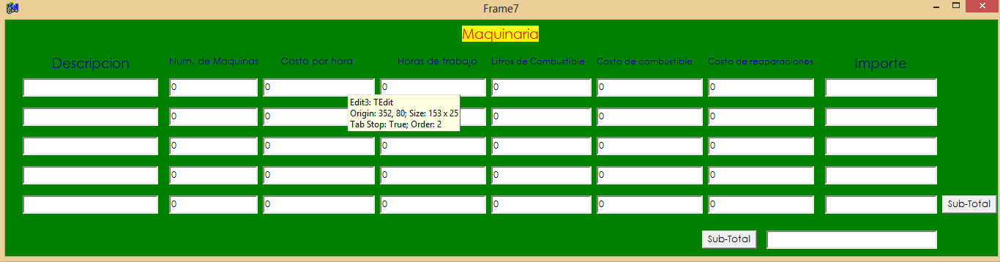 Frame7
Maquinaria
Descripcion Num. de Maquinas Costo por hora Horas de trabajo Litros de Combustible Costo de combustible Costo de reaparaciones Importe
0 0 0 0 0 0
Edit3: TEdit
Origin: 352, 80; Size: 153 x 25
Tab Stop: True; Order: 2
0 0 0 0 0
0 0 0 0 0 0
0 0 0 0 0 0
0 0 0 0 0 0 Sub-Total
Sub-Total